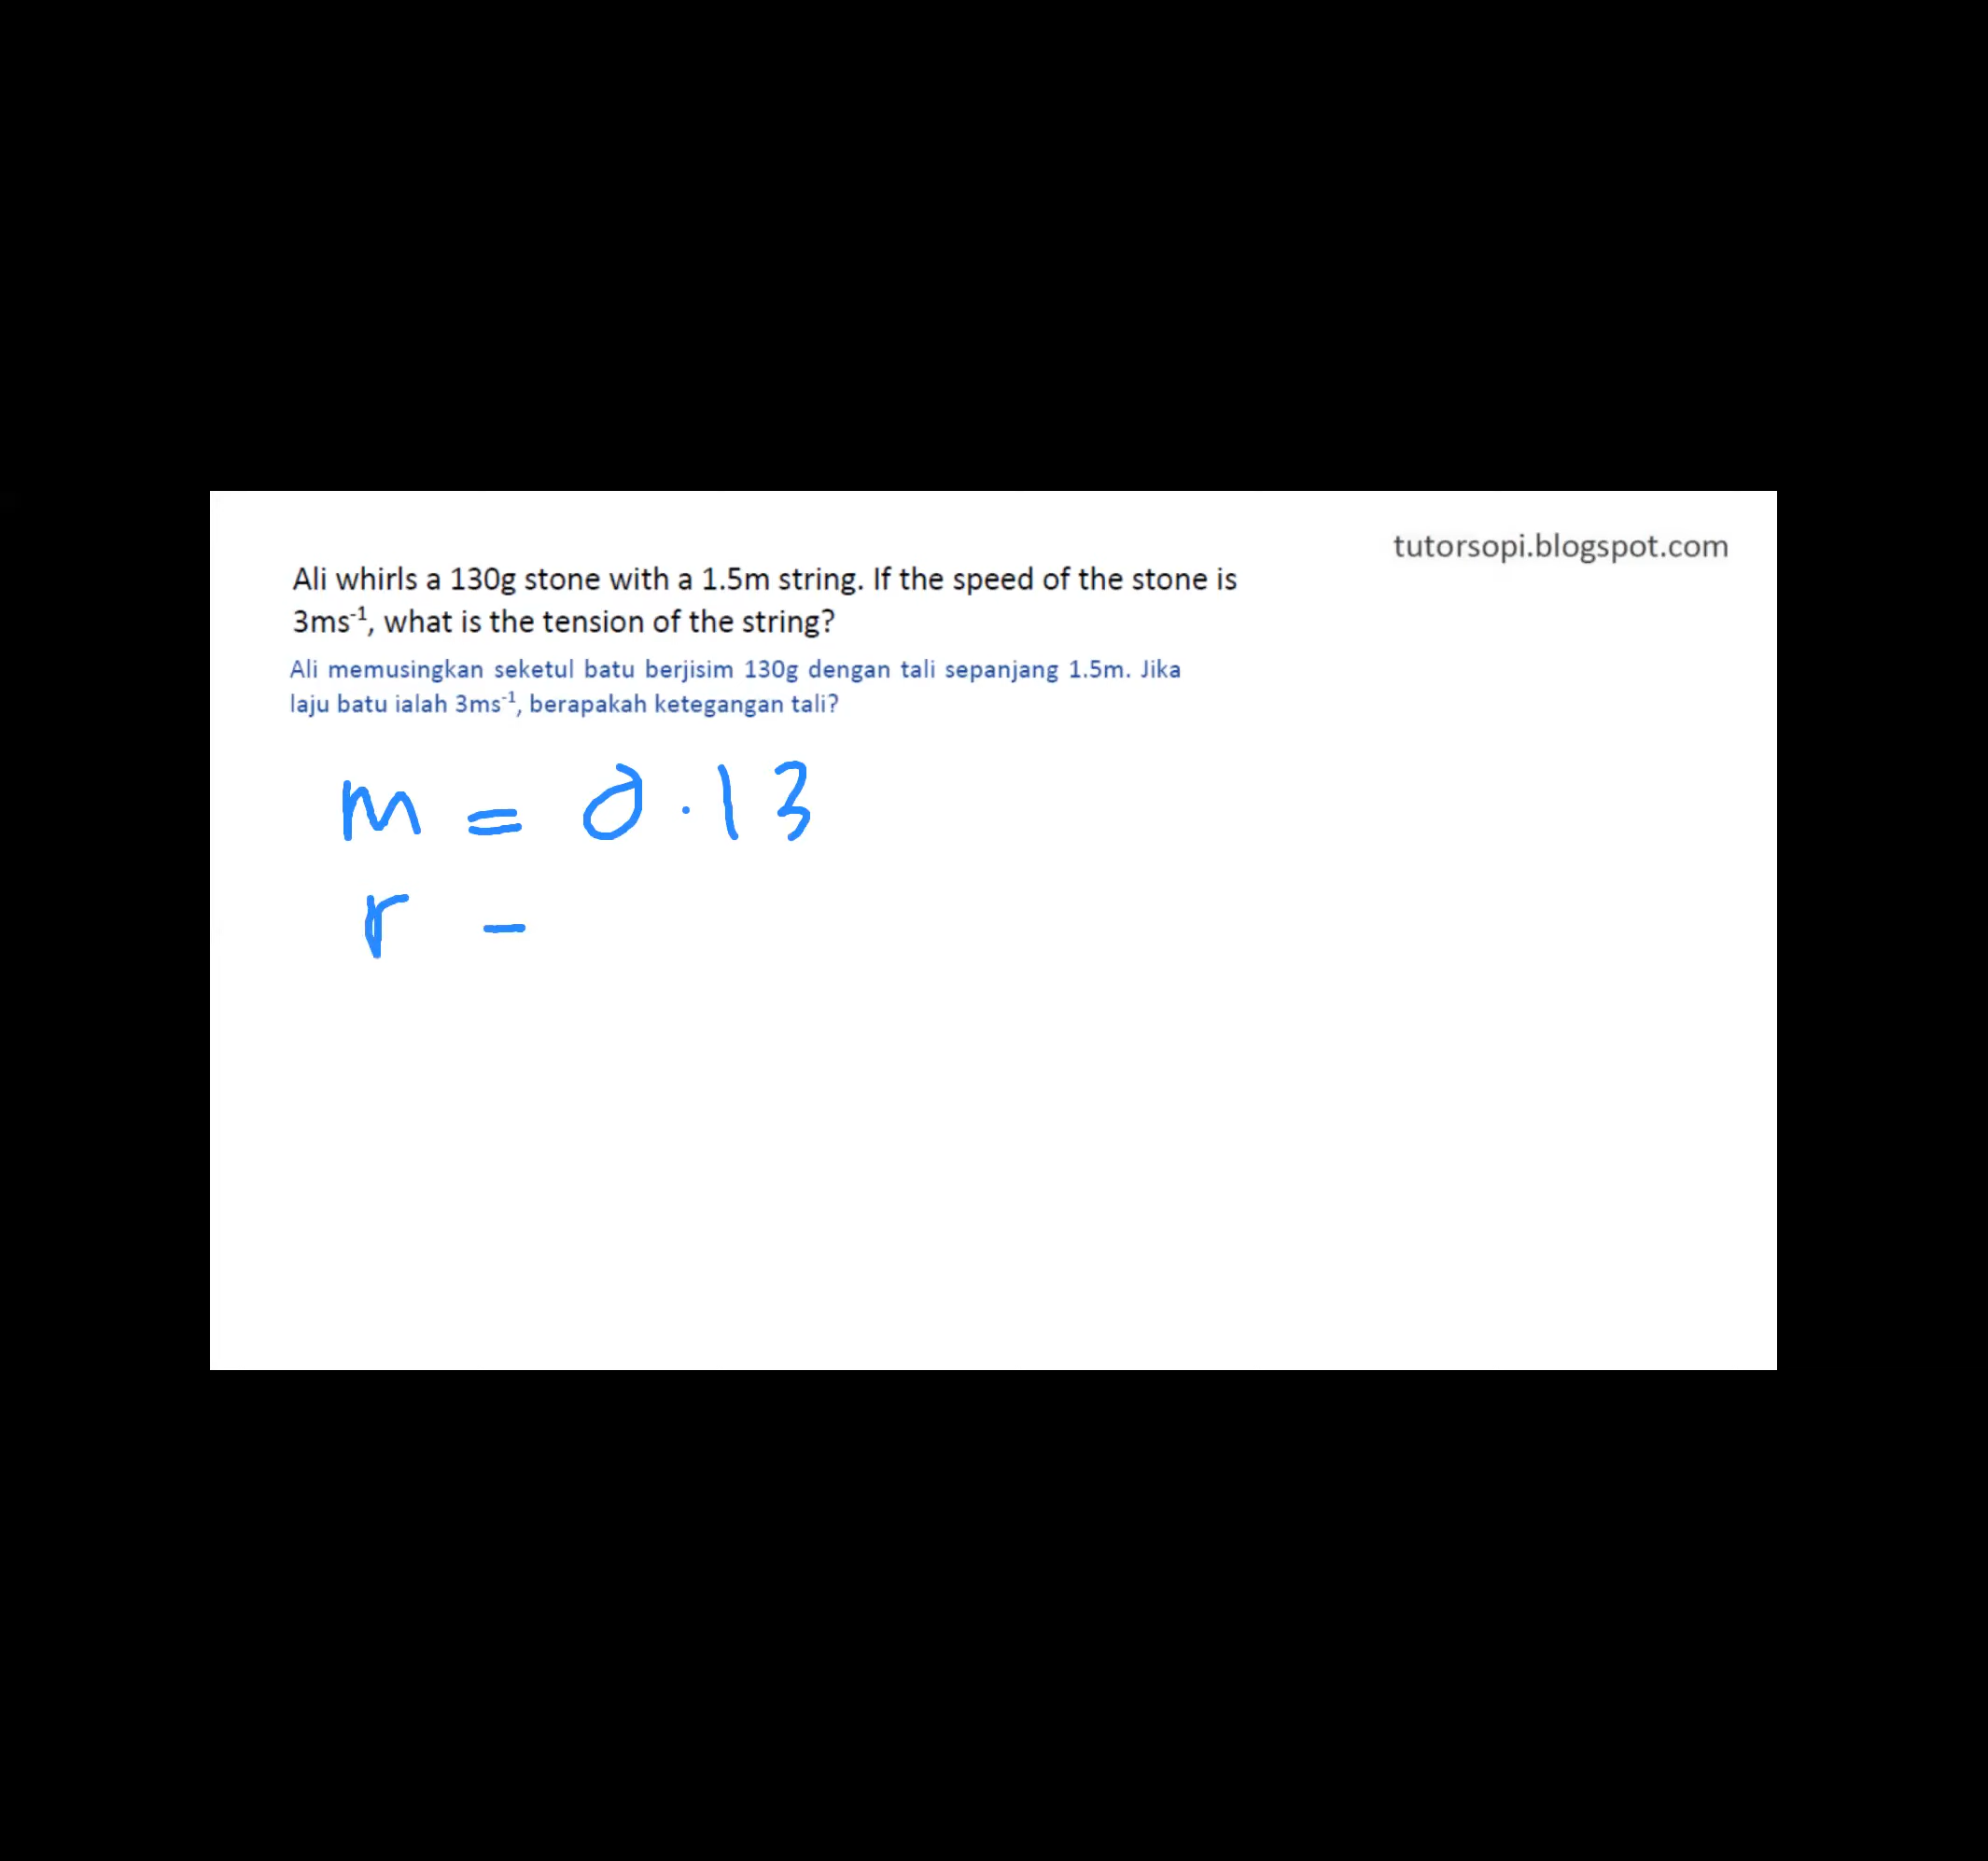 tutorsopi.blogspot.com
Ali whirls a 130g stone with a 1.5m string. If the speed of the stone is
3ms⁻¹, what is the tension of the string?
Ali memusingkan seketul batu berjisim 130g dengan tali sepanjang 1.5m. Jika
laju batu ialah 3ms⁻¹, berapakah ketegangan tali?
m = 0.13
r -